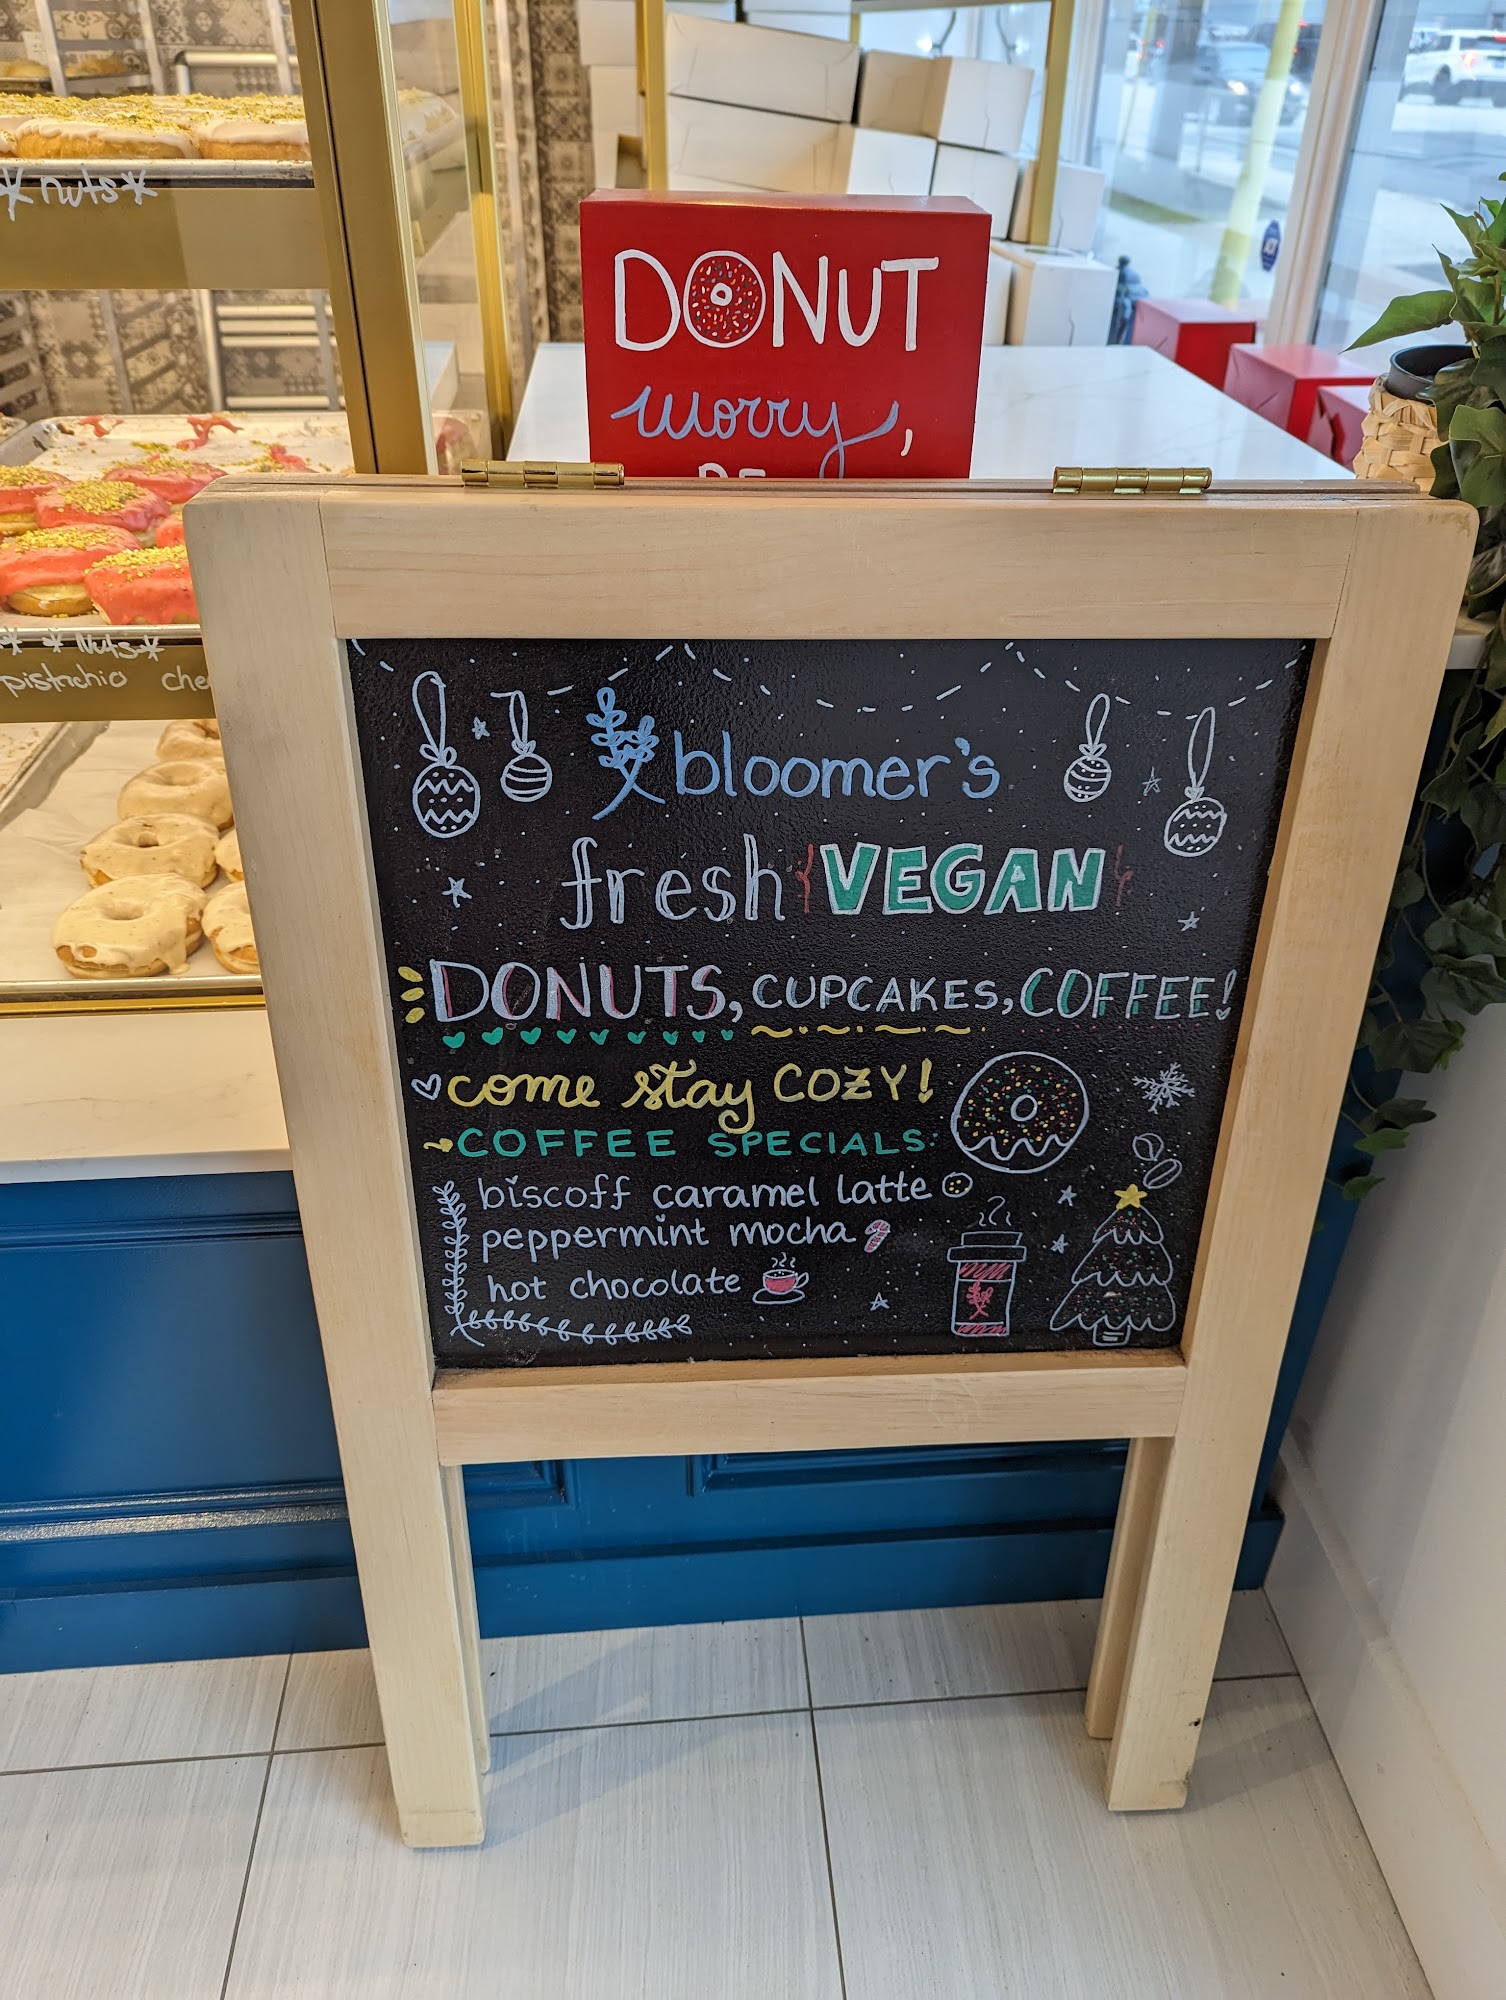 *nuts*
DONUT
worry,
BE
* Nuts*
pistachio
bloomer's
fresh VEGAN
DONUTS, CUPCAKES, COFFEE!
come stay COZY!
COFFEE SPECIALS:
biscoff caramel latte
peppermint mocha
hot chocolate